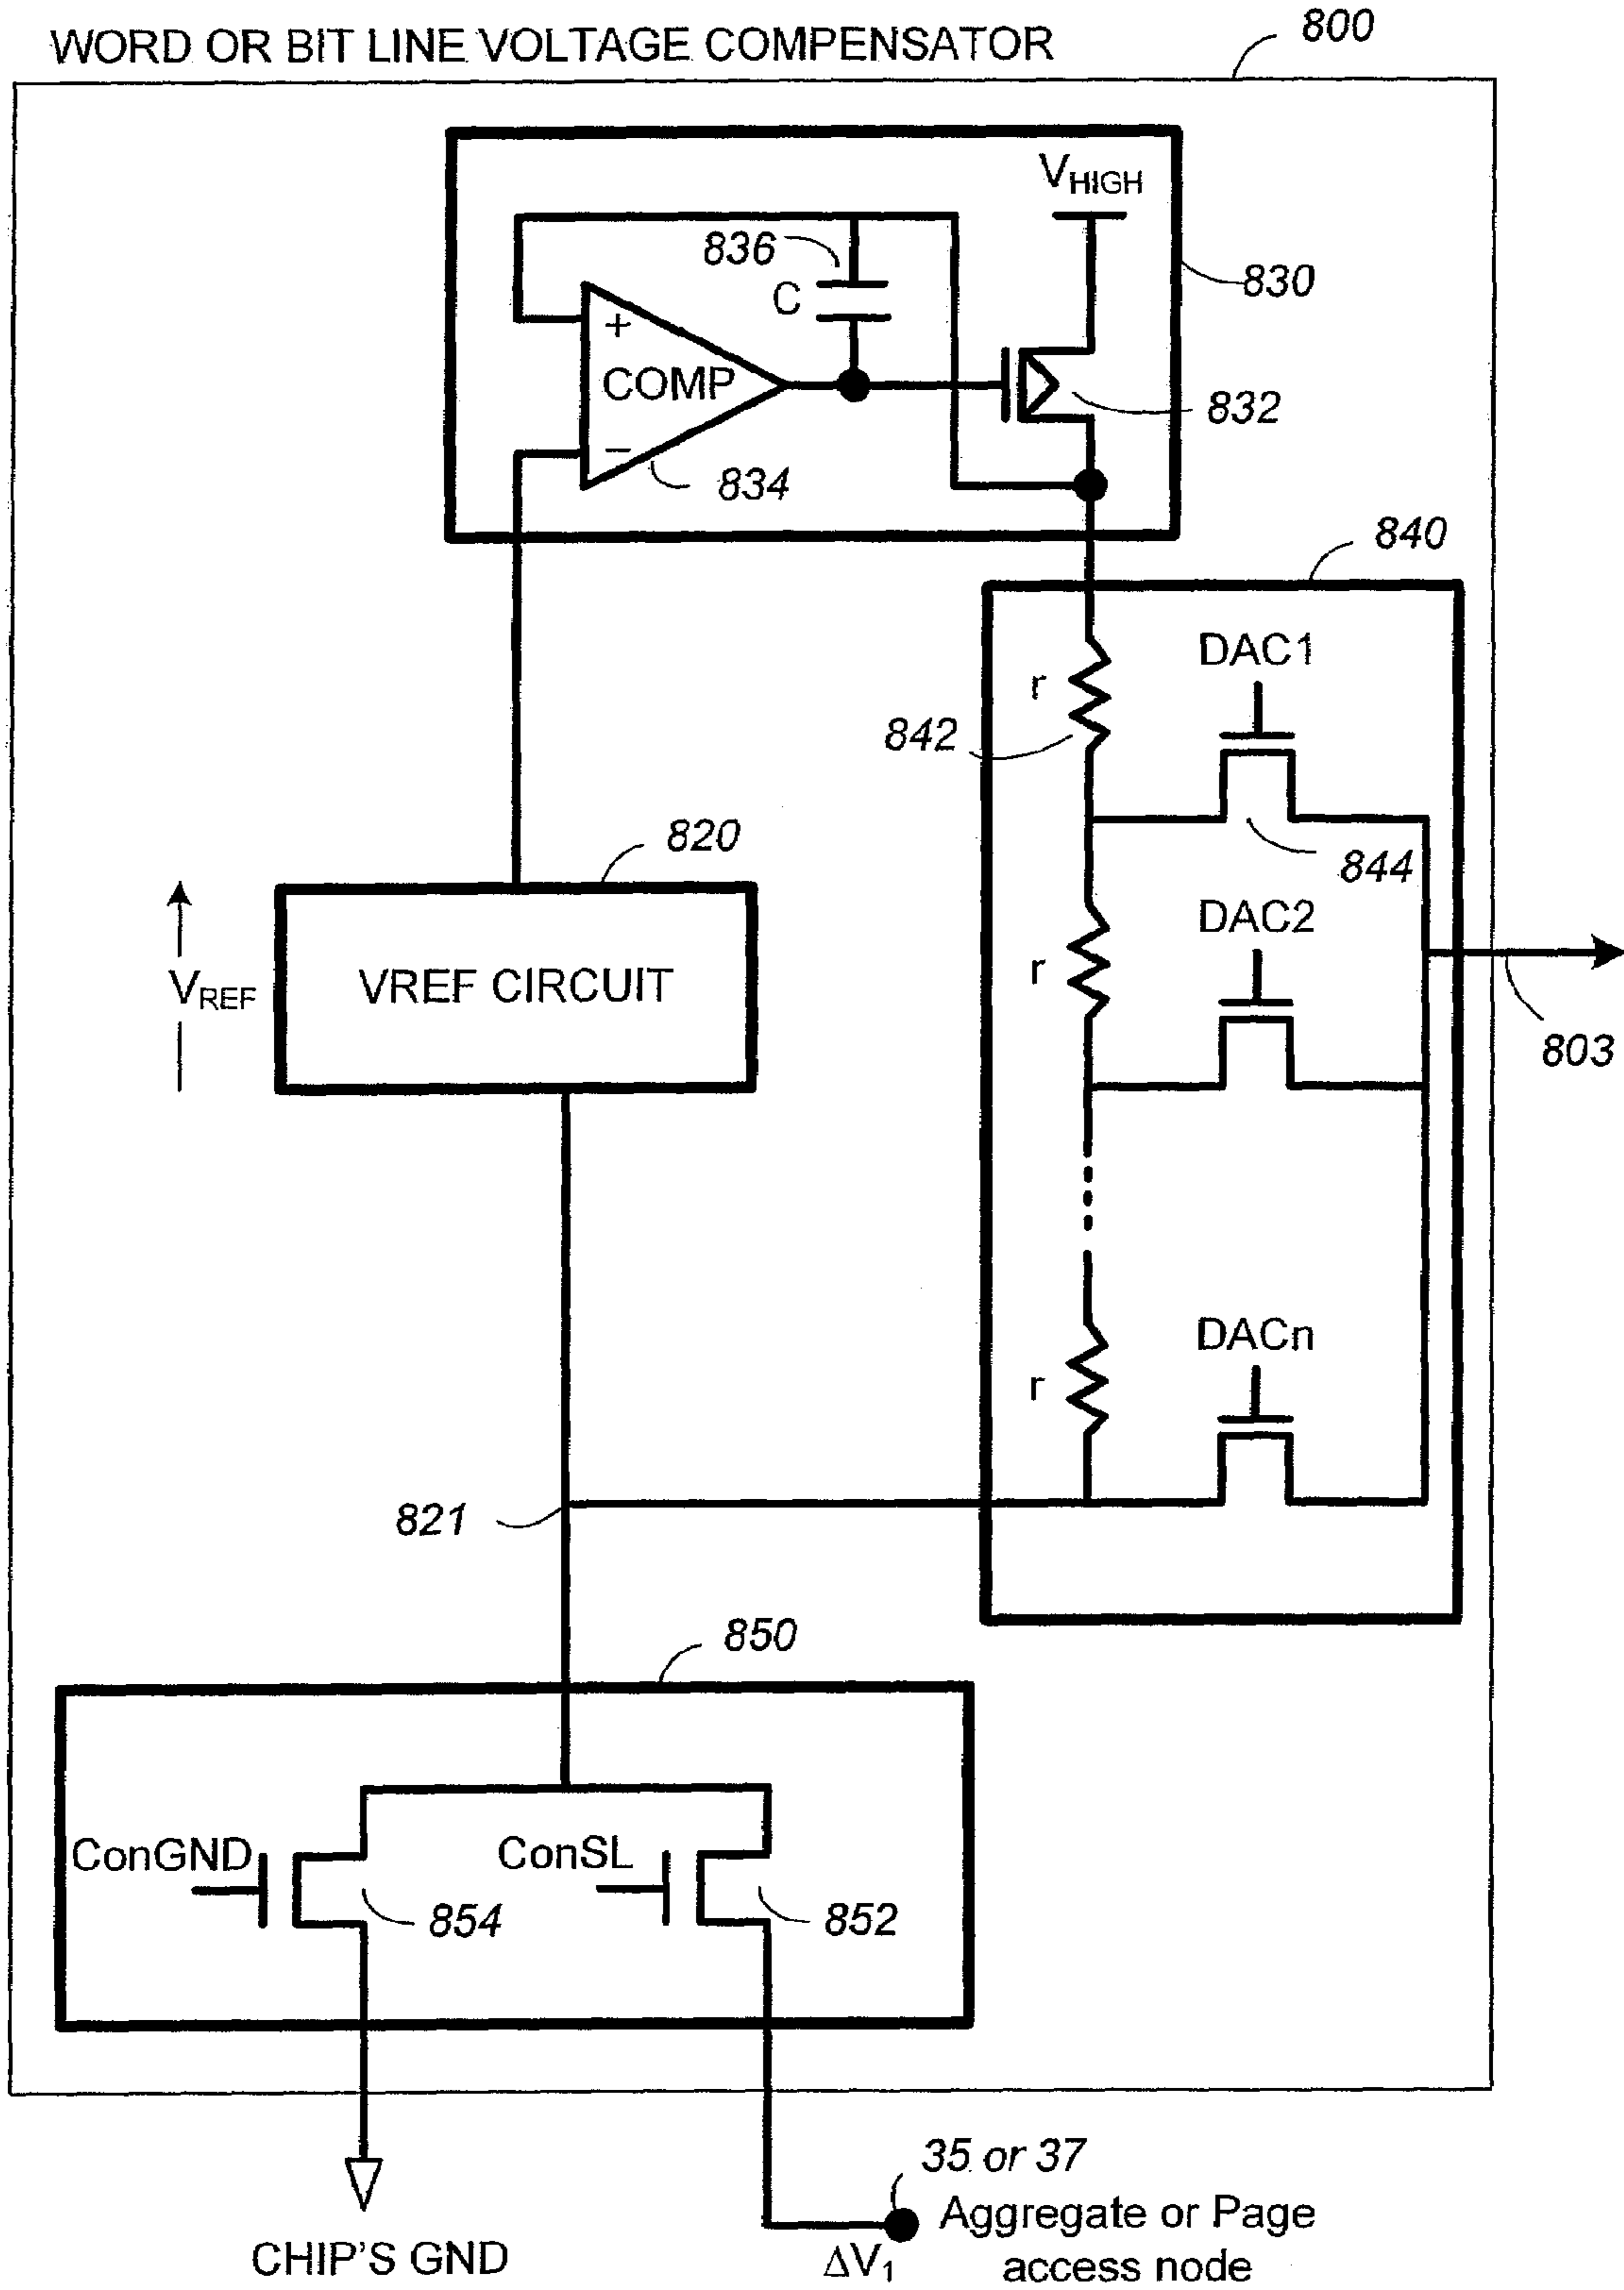 WORD OR BIT LINE VOLTAGE COMPENSATOR
800
V_HIGH
836
C
830
+
COMP
832
−
834
840
DAC1
r
842
820
844
DAC2
V_REF
VREF CIRCUIT
r
803
DACn
r
821
850
ConGND
ConSL
854
852
35 or 37
Aggregate or Page
access node
CHIP'S GND
ΔV₁